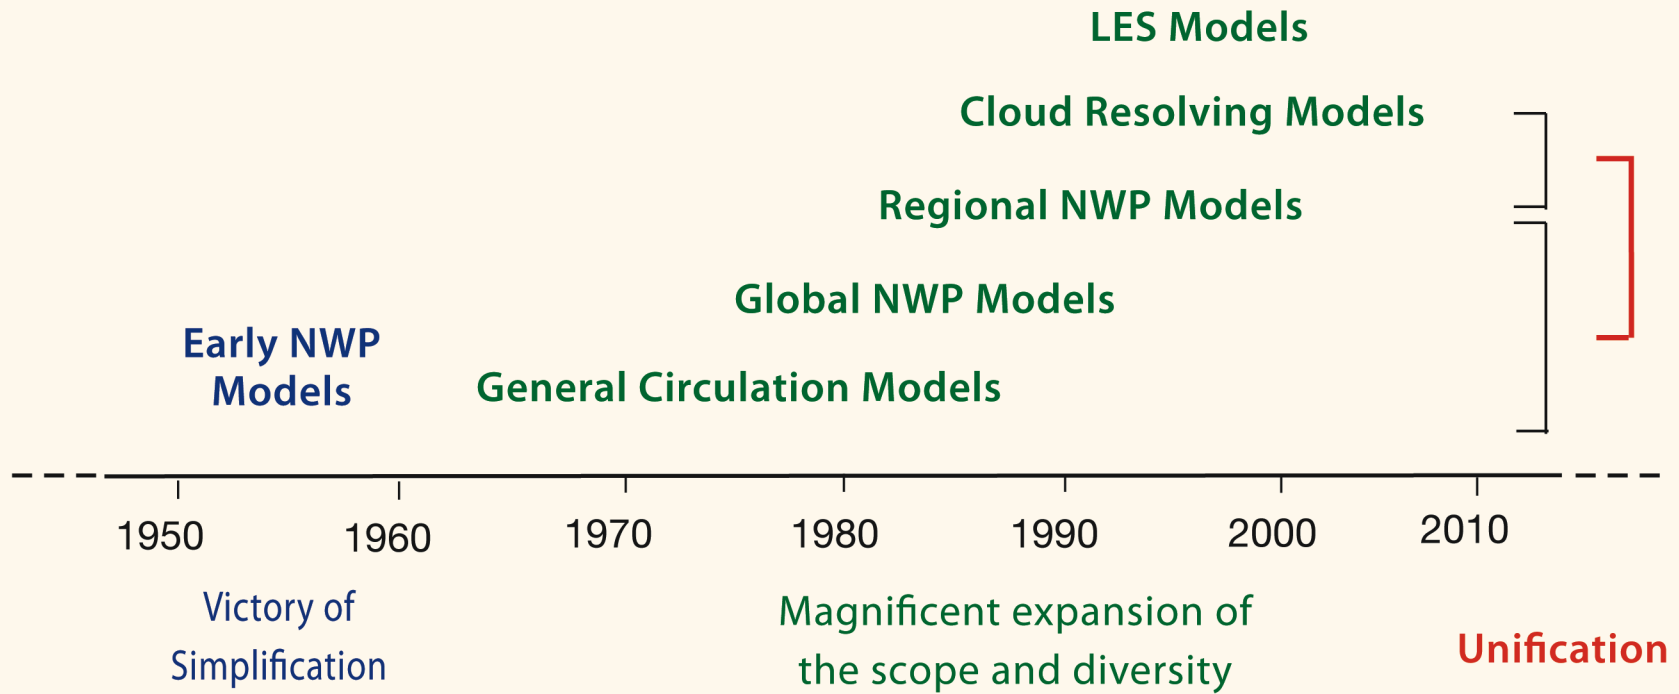 LES Models
Cloud Resolving Models
Regional NWP Models
Global NWP Models
Early NWP
Models
General Circulation Models
1950 1960 1970 1980 1990 2000 2010
Victory of
Simplification
Magnificent expansion of
the scope and diversity
Unification